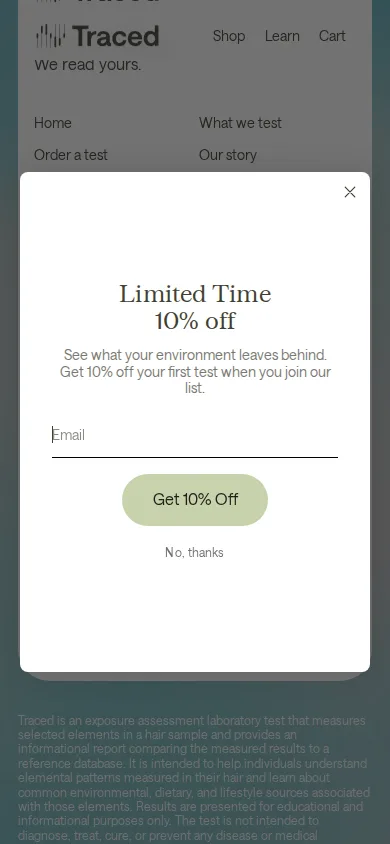 Traced
Traced
Shop Learn Cart
We read yours.
Home What we test
Order a test Our story
Limited Time
10% off
See what your environment leaves behind.
Get 10% off your first test when you join our
list.
Email
Get 10% Off
No, thanks
Traced is an exposure assessment laboratory test that measures
selected elements in a hair sample and provides an
informational report comparing the measured results to a
reference database. It is intended to help individuals understand
elemental patterns measured in their hair and learn about
common environmental, dietary, and lifestyle sources associated
with those elements. Results are presented for educational and
informational purposes only. The test is not intended to
diagnose, treat, cure, or prevent any disease or medical